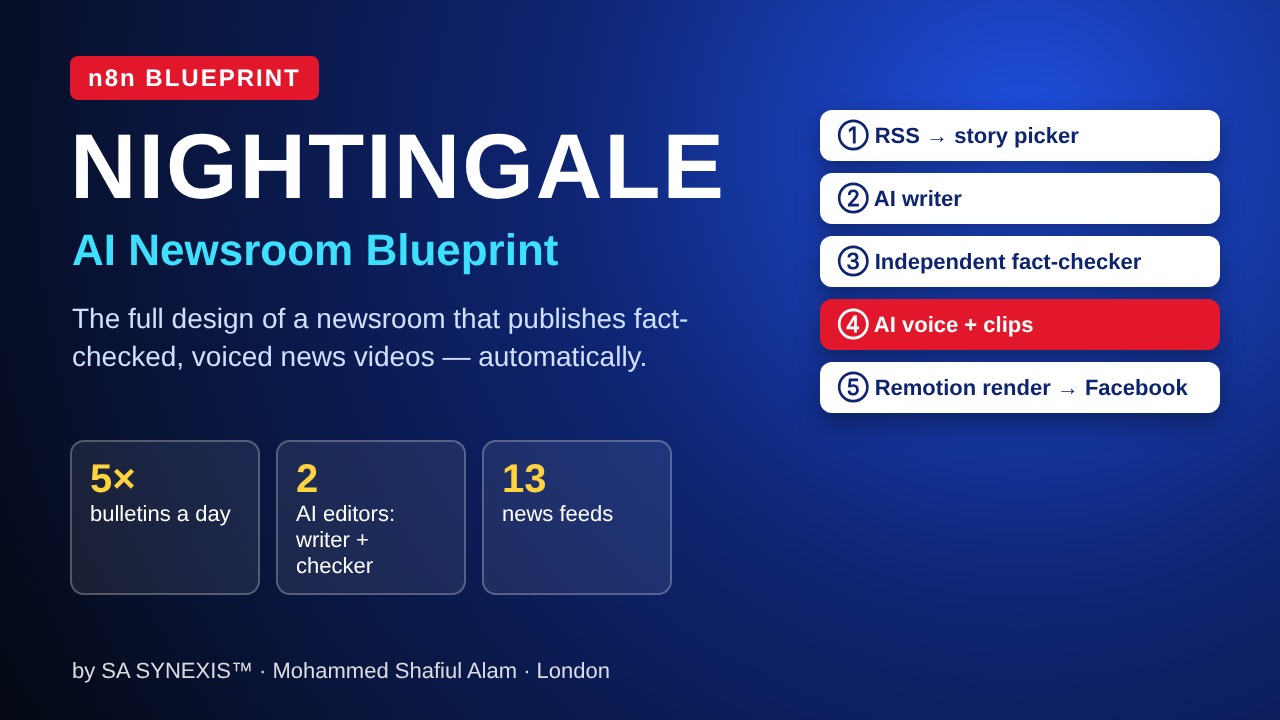 n8n BLUEPRINT
NIGHTINGALE
AI Newsroom Blueprint
The full design of a newsroom that publishes fact-
checked, voiced news videos — automatically.
5×
bulletins a day
2
AI editors:
writer +
checker
13
news feeds
① RSS → story picker
② AI writer
③ Independent fact-checker
④ AI voice + clips
⑤ Remotion render → Facebook
by SA SYNEXIS™ · Mohammed Shafiul Alam · London